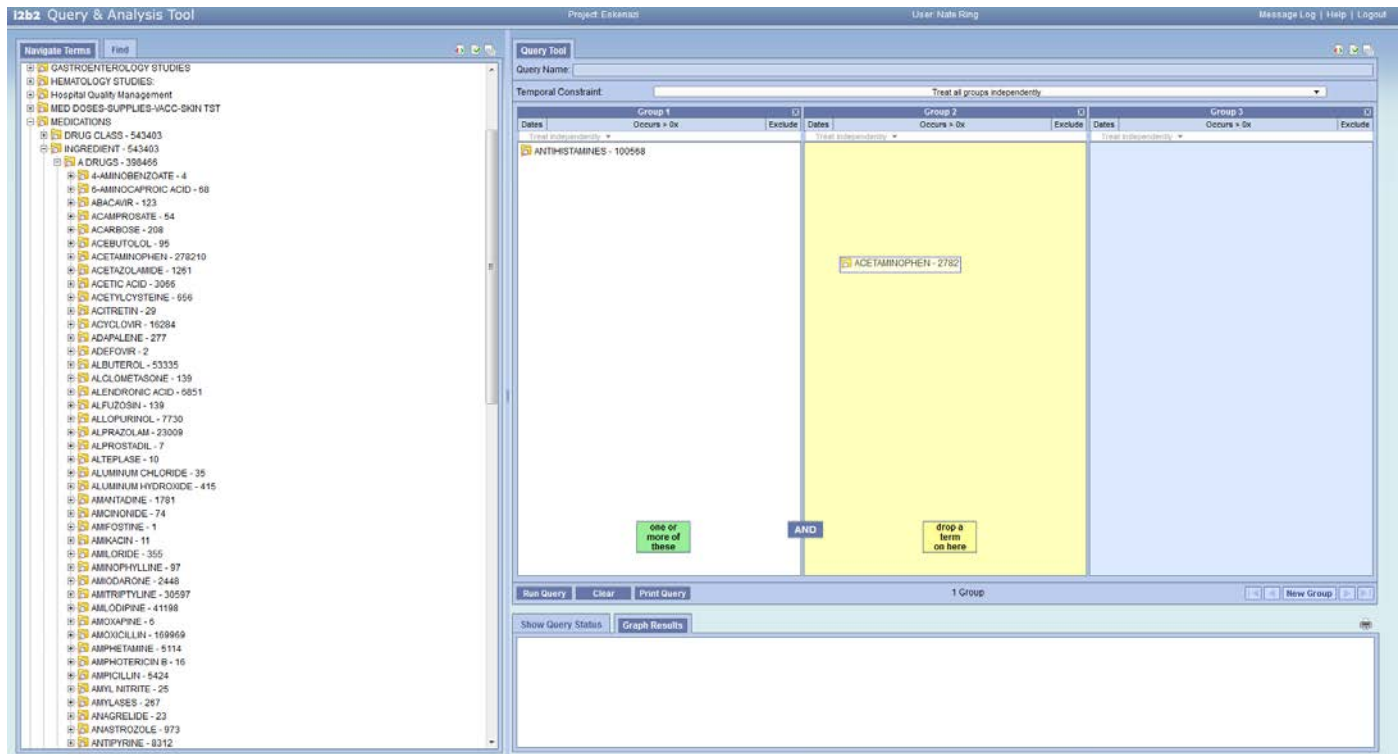 i2b2 Query & Analysis Tool
Project: Eskenazi
User: Nate Ring
Message Log | Help | Logout
Navigate Terms
Find
GASTROENTEROLOGY STUDIES
HEMATOLOGY STUDIES:
Hospital Quality Management
MED DOSES-SUPPLIES-VACC-SKIN TST
MEDICATIONS
DRUG CLASS - 543403
INGREDIENT - 543403
A DRUGS - 398466
4-AMINOBENZOATE - 4
6-AMINOCAPROIC ACID - 68
ABACAVIR - 123
ACAMPROSATE - 54
ACARBOSE - 208
ACEBUTOLOL - 95
ACETAMINOPHEN - 278210
ACETAZOLAMIDE - 1261
ACETIC ACID - 3066
ACETYLCYSTEINE - 656
ACITRETIN - 29
ACYCLOVIR - 16284
ADAPALENE - 277
ADEFOVIR - 2
ALBUTEROL - 53335
ALCLOMETASONE - 139
ALENDRONIC ACID - 6851
ALFUZOSIN - 139
ALLOPURINOL - 7730
ALPRAZOLAM - 23009
ALPROSTADIL - 7
ALTEPLASE - 10
ALUMINUM CHLORIDE - 35
ALUMINUM HYDROXIDE - 415
AMANTADINE - 1781
AMCINONIDE - 74
AMIFOSTINE - 1
AMIKACIN - 11
AMILORIDE - 355
AMINOPHYLLINE - 97
AMIODARONE - 2448
AMITRIPTYLINE - 30597
AMLODIPINE - 41198
AMOXAPINE - 6
AMOXICILLIN - 169969
AMPHETAMINE - 5114
AMPHOTERICIN B - 16
AMPICILLIN - 5424
AMYL NITRITE - 25
AMYLASES - 267
ANAGRELIDE - 23
ANASTROZOLE - 973
ANTIPYRINE - 8312
Query Tool
Query Name:
Temporal Constraint:
Treat all groups independently
Group 1
Dates
Occurs > 0x
Exclude
Treat Independently
ANTIHISTAMINES - 100568
one or
more of
these
AND
Group 2
Dates
Occurs > 0x
Exclude
Treat Independently
ACETAMINOPHEN - 2782
drop a
term
on here
Group 3
Dates
Occurs > 0x
Exclude
Treat Independently
Run Query
Clear
Print Query
1 Group
New Group
Show Query Status
Graph Results